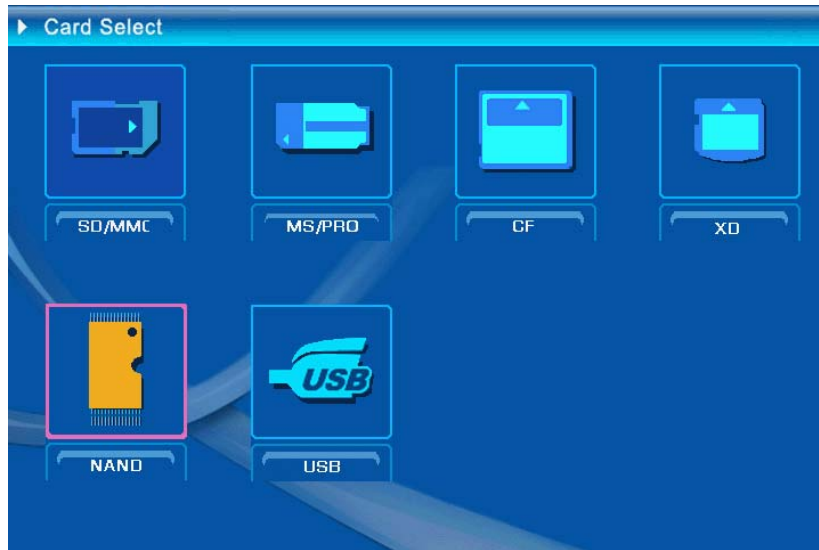 Card Select
SD/MMC
MS/PRO
CF
XD
USB
NAND
USB